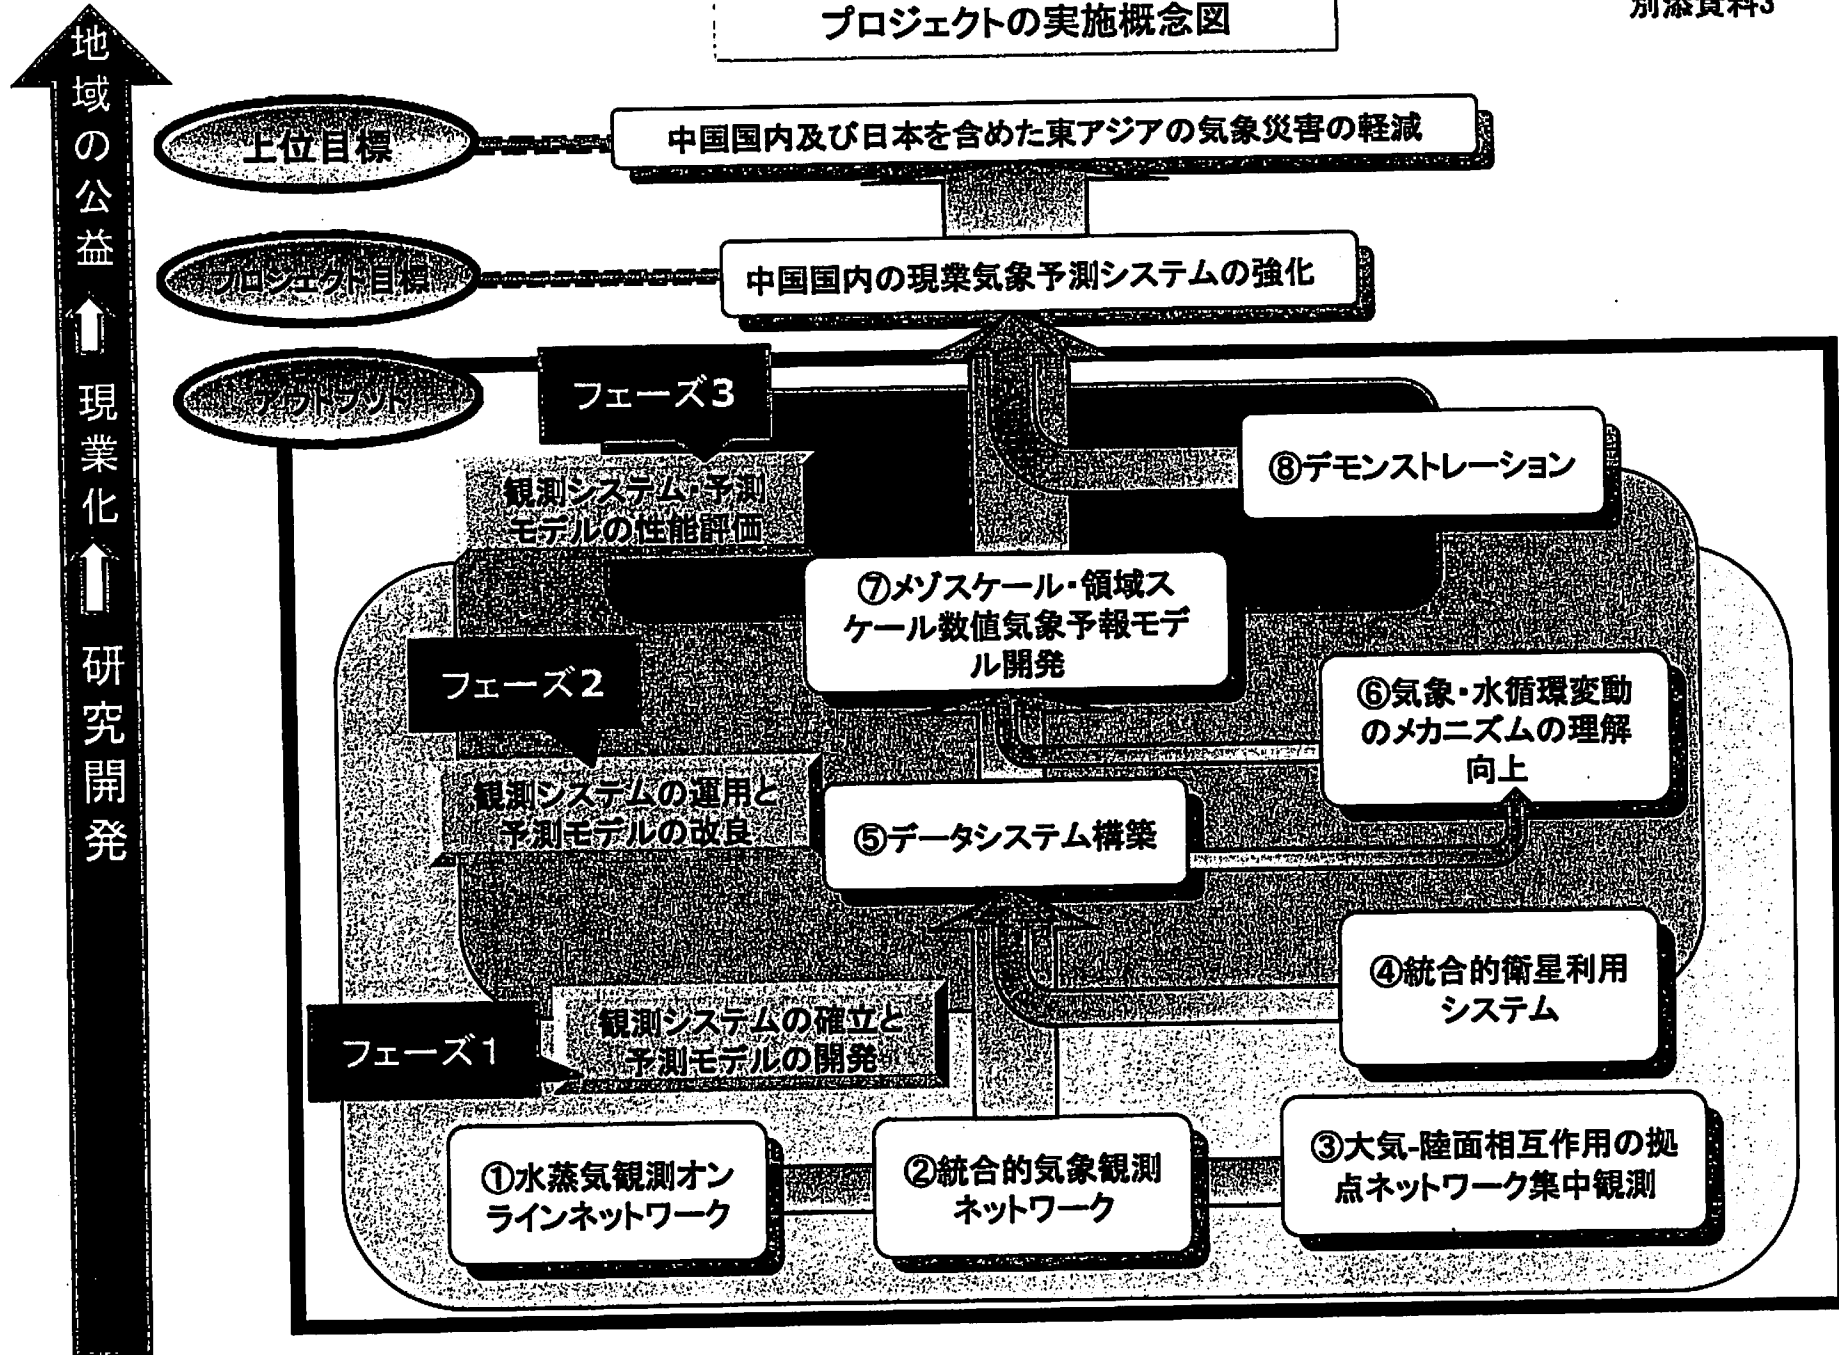 別添資料3
プロジェクトの実施概念図
地域の公益
現業化
研究開発
上位目標
中国国内及び日本を含めた東アジアの気象災害の軽減
プロジェクト目標
中国国内の現業気象予測システムの強化
アウトプット
フェーズ3
観測システム・予測
モデルの性能評価
⑧デモンストレーション
⑦メゾスケール・領域ス
ケール数値気象予報モデ
ル開発
フェーズ2
観測システムの運用と
予測モデルの改良
⑥気象・水循環変動
のメカニズムの理解
向上
⑤データシステム構築
④統合的衛星利用
システム
フェーズ1
観測システムの確立と
予測モデルの開発
①水蒸気観測オン
ラインネットワーク
②統合的気象観測
ネットワーク
③大気-陸面相互作用の拠
点ネットワーク集中観測